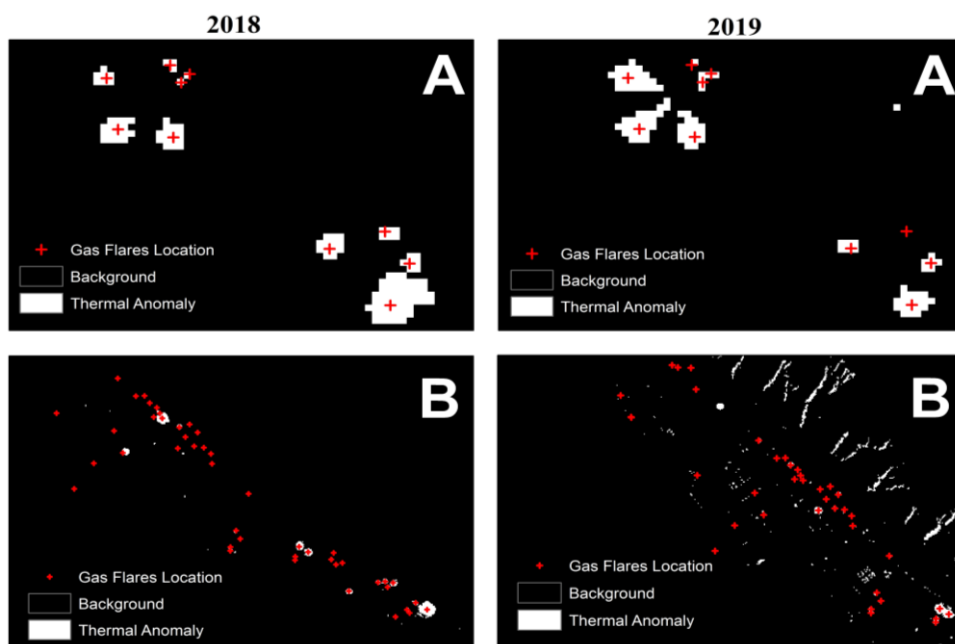 2018
2019
A
A
Gas Flares Location
Background
Thermal Anomaly
Gas Flares Location
Background
Thermal Anomaly
B
B
Gas Flares Location
Background
Thermal Anomaly
Gas Flares Location
Background
Thermal Anomaly